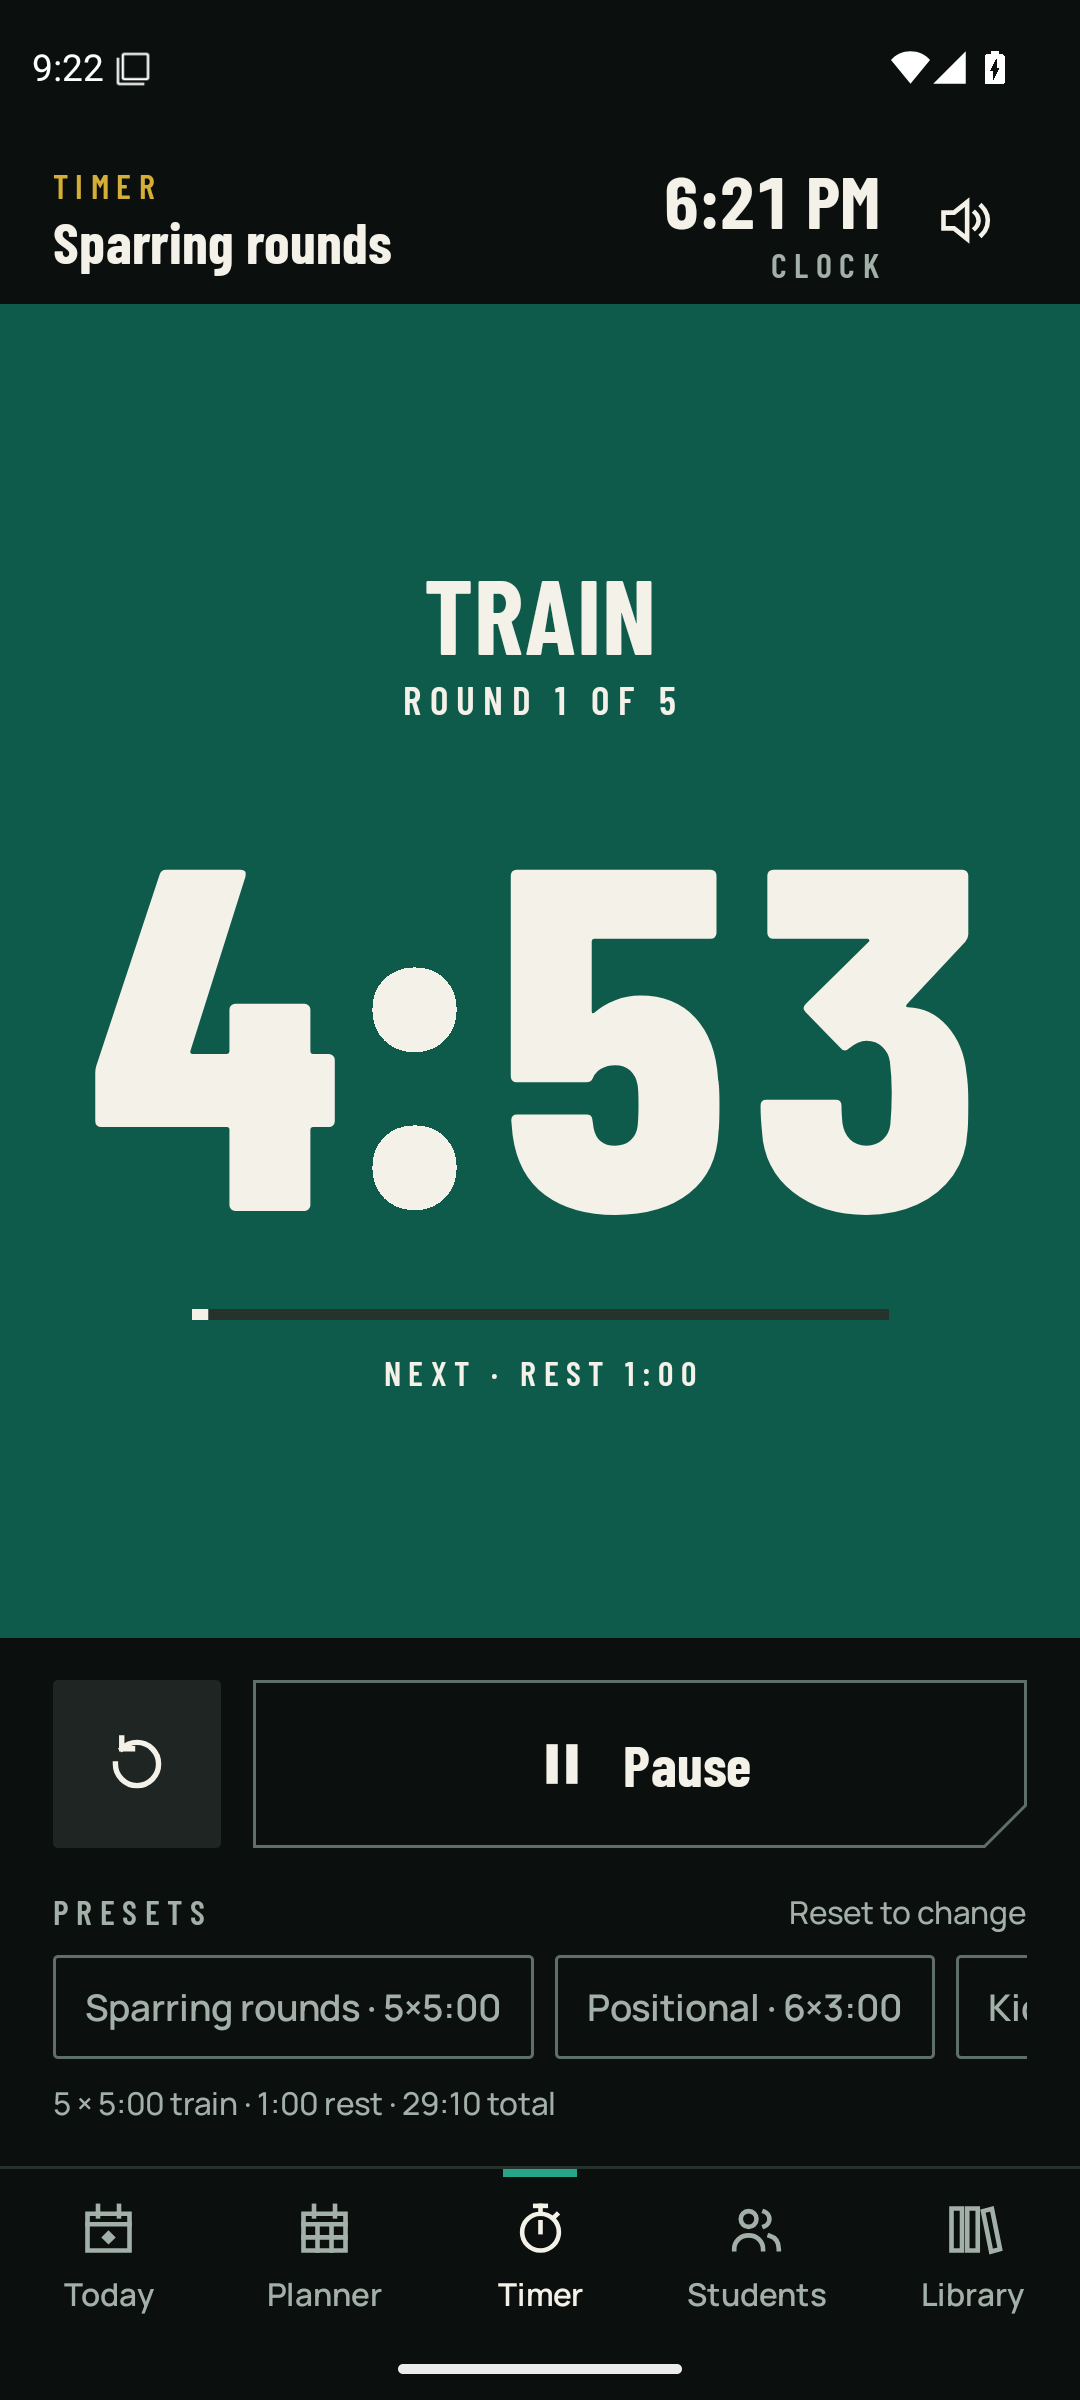 9:22
TIMER
Sparring rounds
6:21 PM
CLOCK
TRAIN
ROUND 1 OF 5
4:53
NEXT · REST 1:00
Pause
PRESETS
Reset to change
Sparring rounds · 5×5:00
Positional · 6×3:00
5 × 5:00 train · 1:00 rest · 29:10 total
Today
Planner
Timer
Students
Library